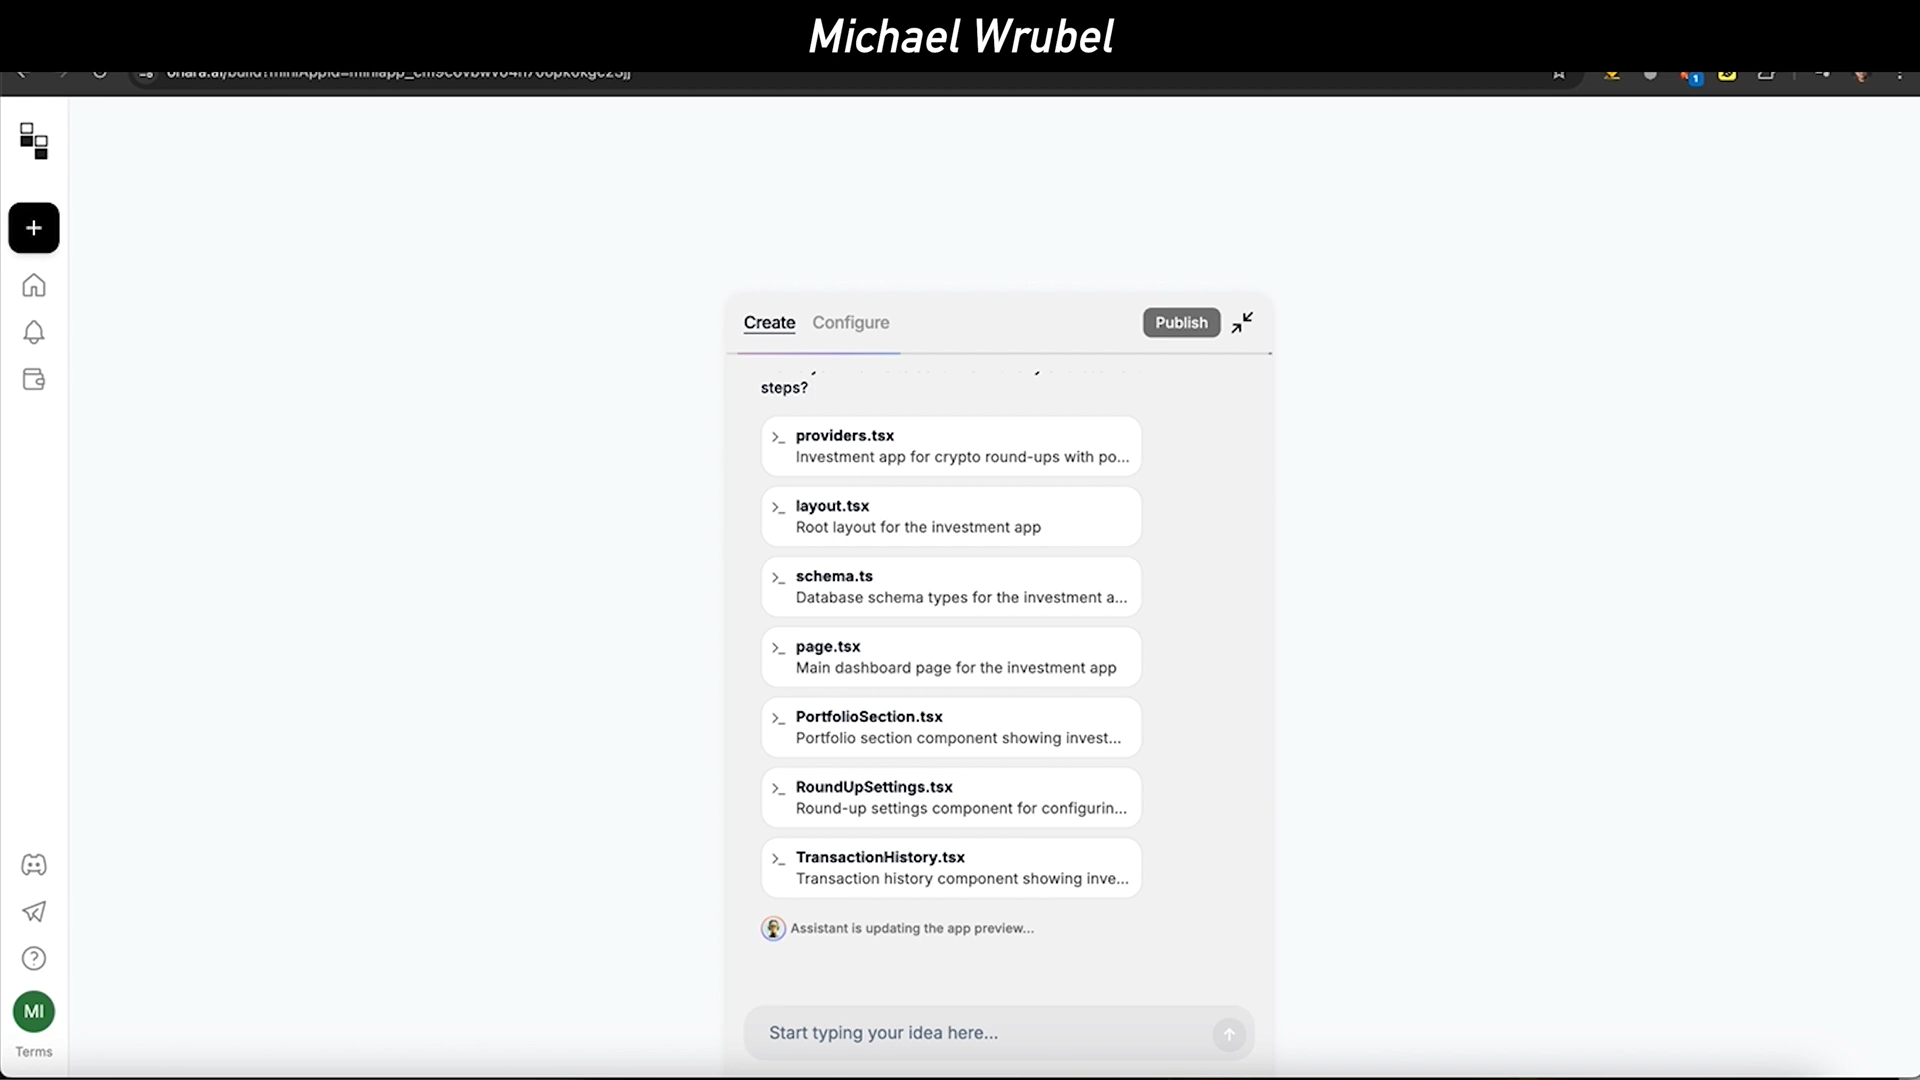 Michael Wrubel
1
Create
Configure
Publish
steps?
providers.tsx
Investment app for crypto round-ups with po...
layout.tsx
Root layout for the investment app
schema.ts
Database schema types for the investment a...
page.tsx
Main dashboard page for the investment app
PortfolioSection.tsx
Portfolio section component showing invest...
RoundUpSettings.tsx
Round-up settings component for configurin...
TransactionHistory.tsx
Transaction history component showing inve...
Assistant is updating the app preview...
Start typing your idea here...
MI
Terms